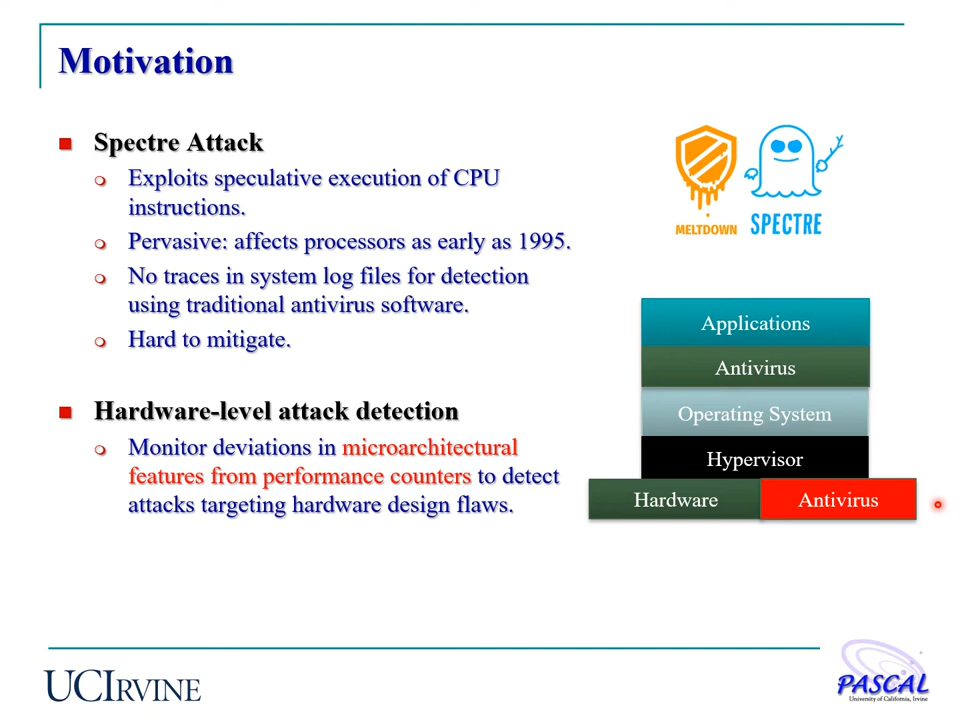 Motivation
Spectre Attack
Exploits speculative execution of CPU
instructions.
Pervasive: affects processors as early as 1995.
No traces in system log files for detection
using traditional antivirus software.
Hard to mitigate.
Hardware-level attack detection
Monitor deviations in microarchitectural
features from performance counters to detect
attacks targeting hardware design flaws.
MELTDOWN
SPECTRE
Applications
Antivirus
Operating System
Hypervisor
Hardware
Antivirus
UCIRVINE
PASCAL
University of California, Irvine